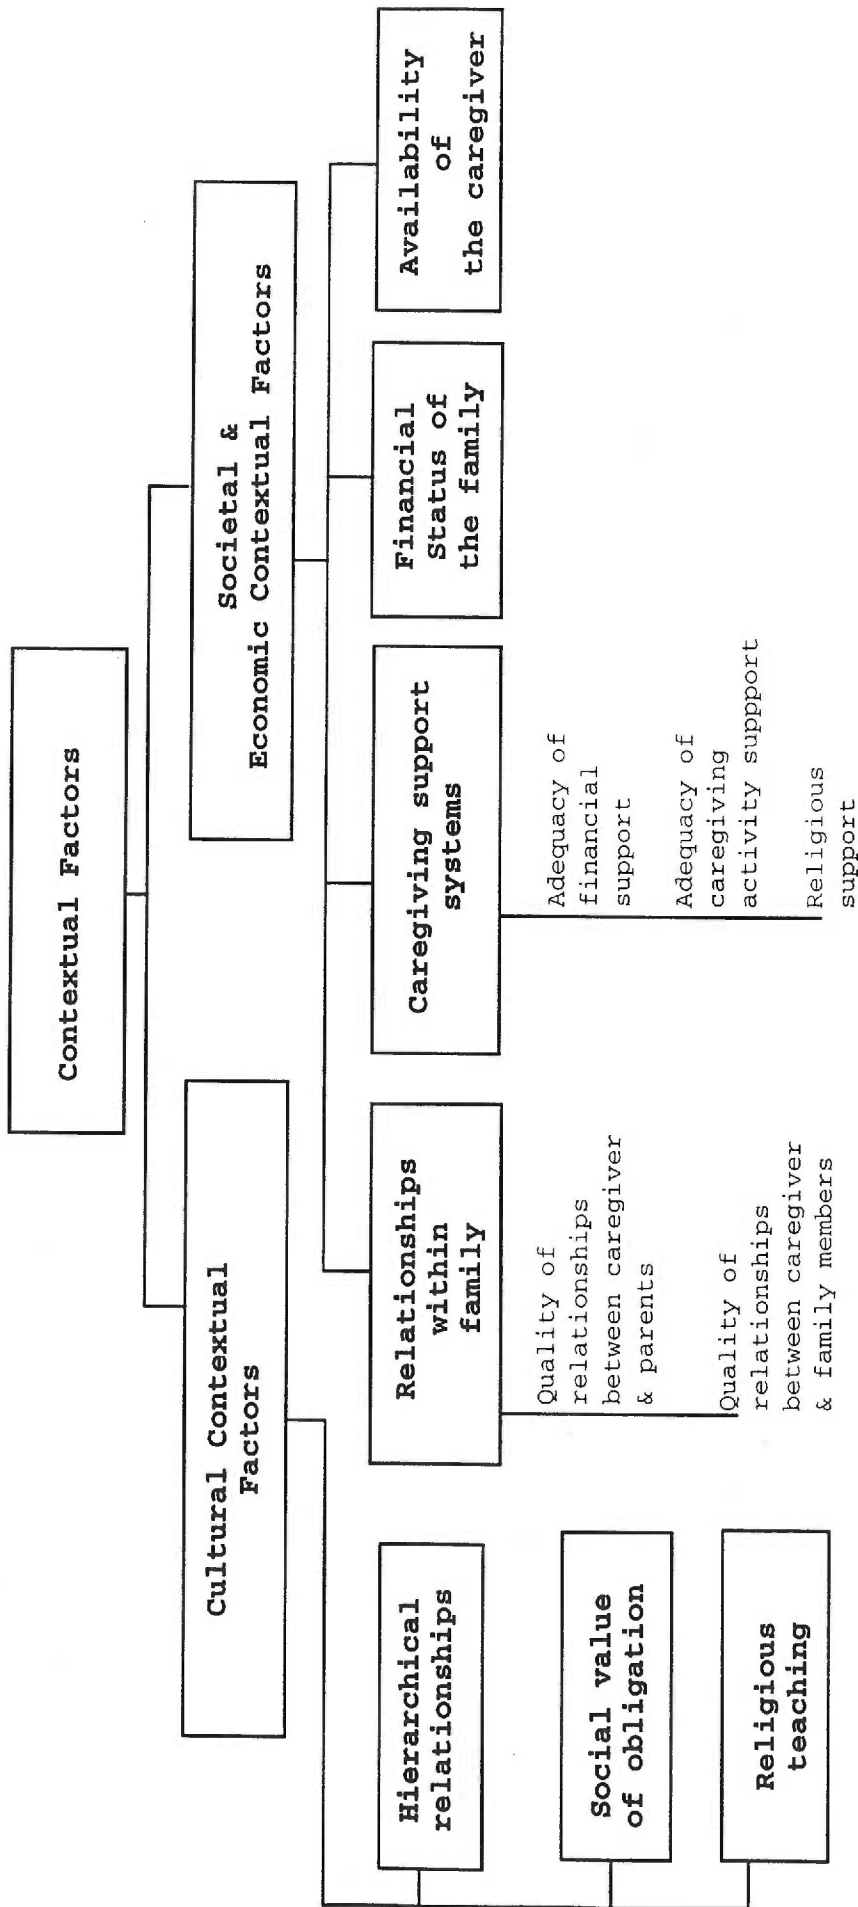 Contextual Factors
Cultural Contextual
Factors
Societal &
Economic Contextual Factors
Hierarchical
relationships
Social value
of obligation
Religious
teaching
Relationships
within
family
Quality of
relationships
between caregiver
& parents
Quality of
relationships
between caregiver
& family members
Caregiving support
systems
Adequacy of
financial
support
Adequacy of
caregiving
activity suppport
Religious
support
Financial
Status of
the family
Availability
of
the caregiver